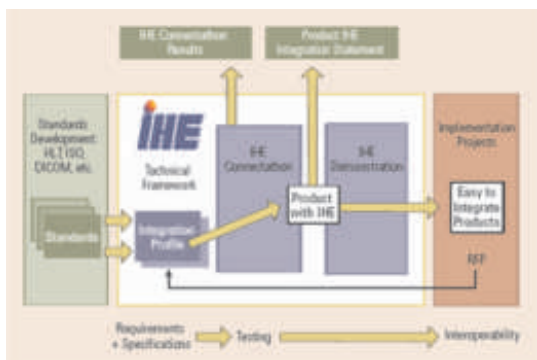 IHE Connectathon
Results
Product IHE
Integration Statement
Standards
Development:
HL7, ISO,
DICOM, etc.
Standards
IHE
Technical
Framework
Integration
Profile
IHE
Connectathon
Product
with IHE
IHE
Demonstration
Implementation
Projects
Easy to
Integrate
Products
RFP
Requirements
+ Specifications
Testing
Interoperability